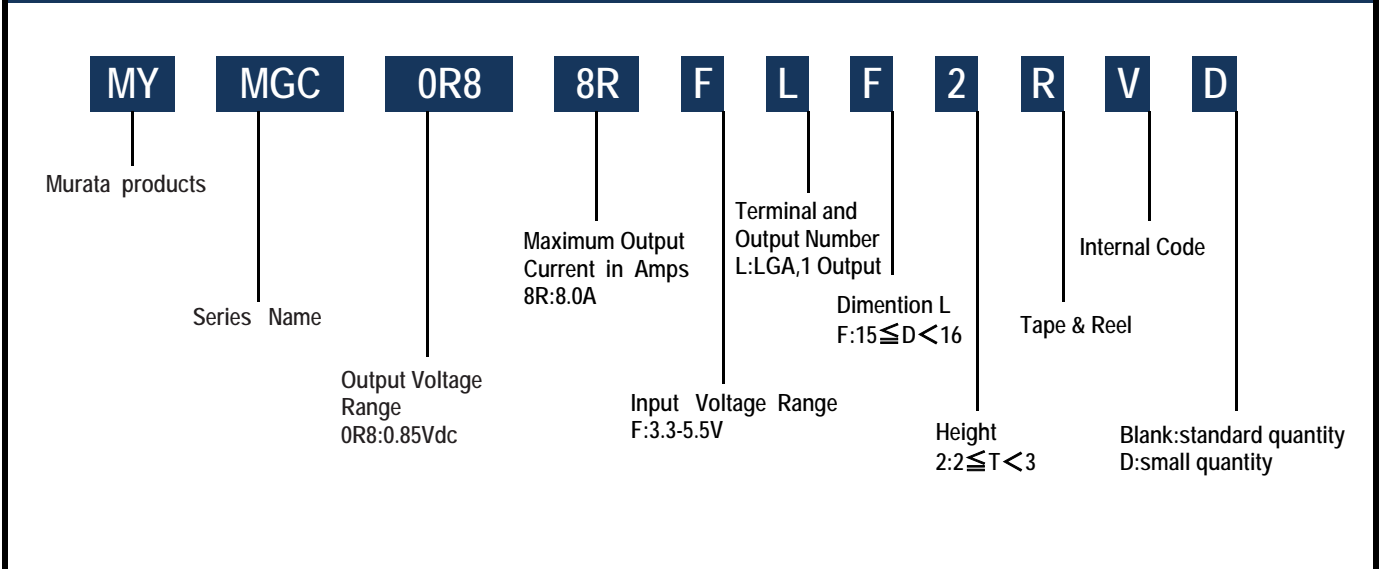 MY MGC 0R8 8R F L F 2 R V D
Murata products
Series Name
Output Voltage
Range
0R8:0.85Vdc
Maximum Output
Current in Amps
8R:8.0A
Input Voltage Range
F:3.3-5.5V
Terminal and
Output Number
L:LGA,1 Output
Dimention L
F:15≦D<16
Height
2:2≦T<3
Tape & Reel
Internal Code
Blank:standard quantity
D:small quantity